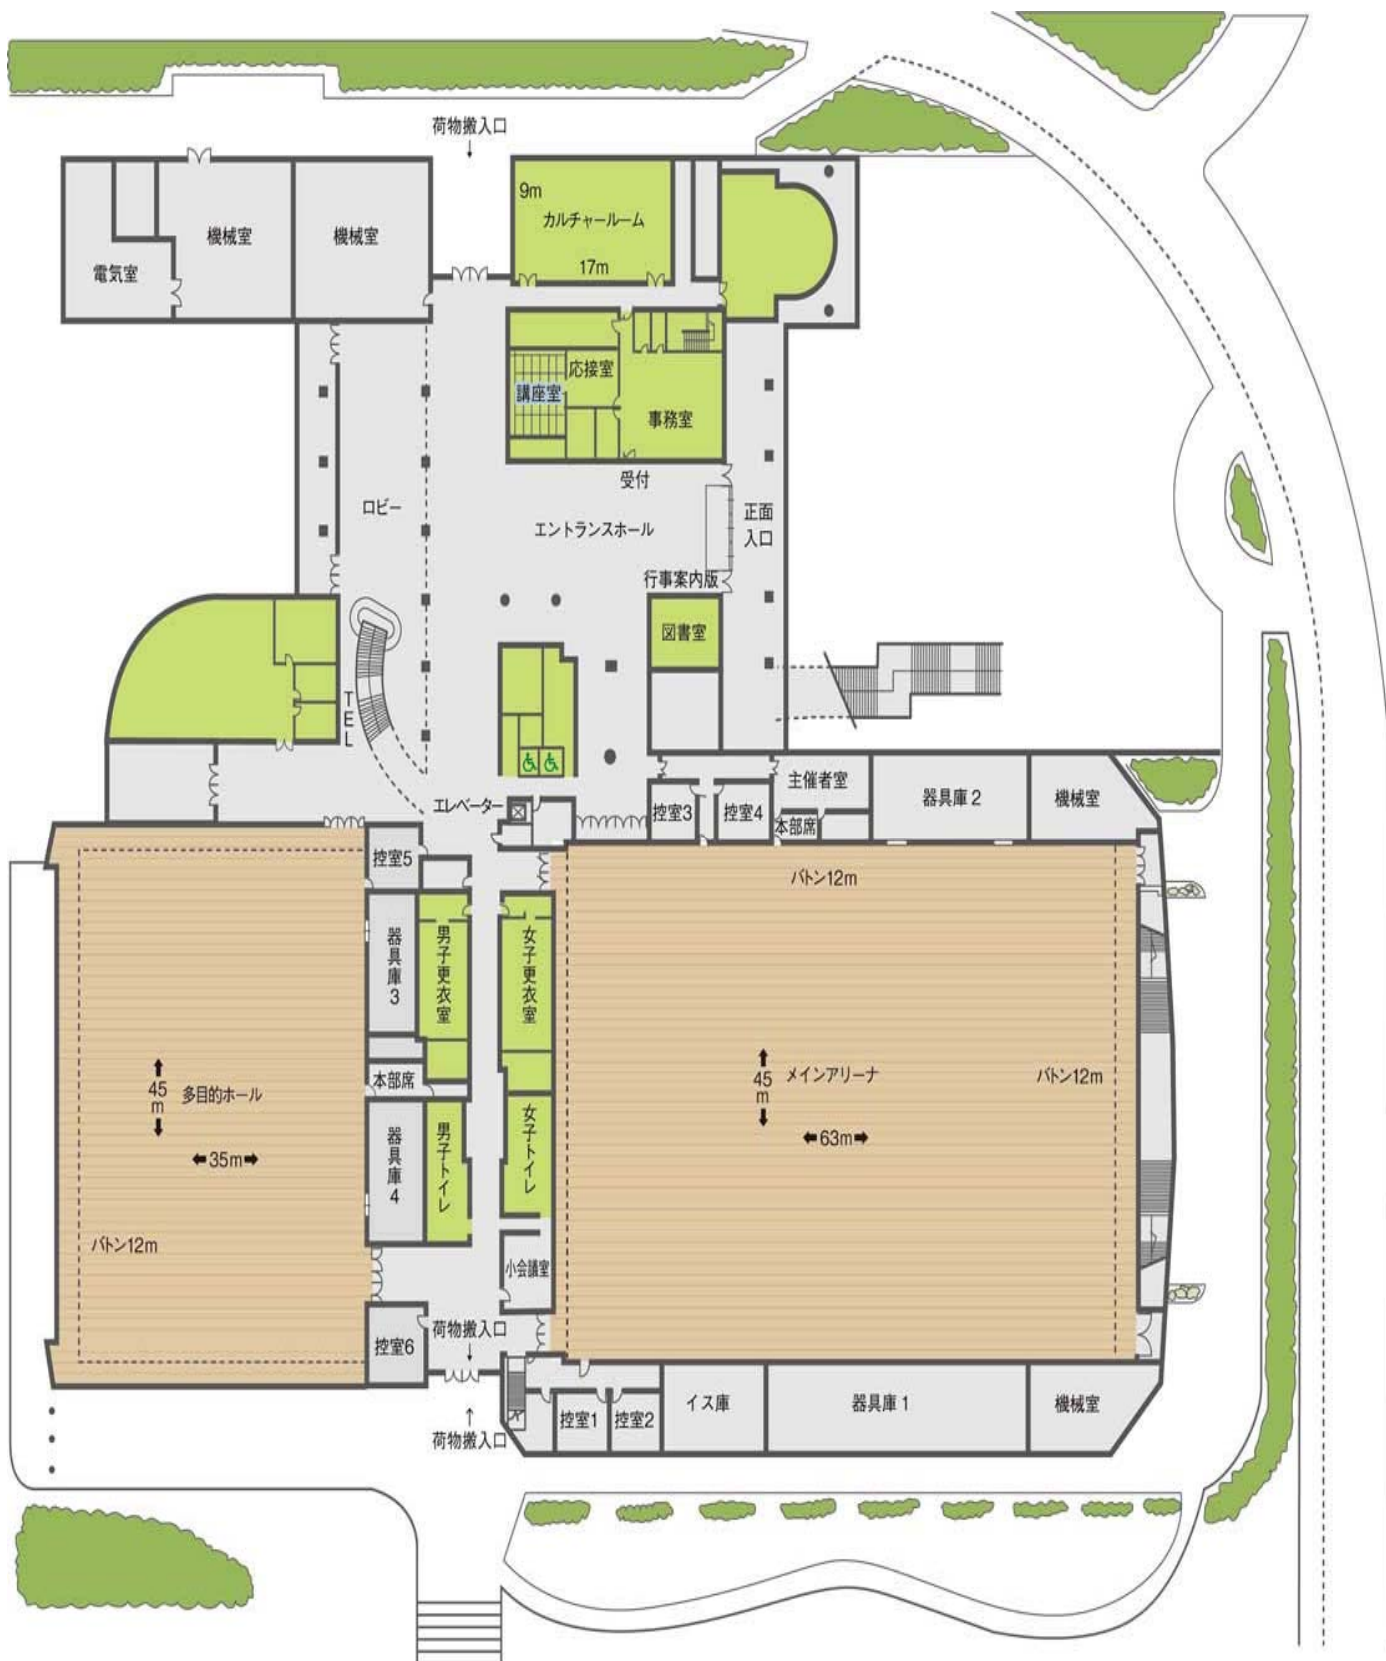 荷物搬入口
↓
9m
カルチャールーム
17m
機械室
機械室
電気室
応接室
講座室
事務室
受付
ロビー
エントランスホール
正面
入口
行事案内版
図書室
TEL
エレベーター
主催者室
控室3
控室4
本部席
器具庫2
機械室
控室5
バトン12m
器具庫3
男子更衣室
女子更衣室
本部席
45m
多目的ホール
35m
45m
メインアリーナ
63m
バトン12m
器具庫4
男子トイレ
女子トイレ
バトン12m
小会議室
控室6
荷物搬入口
↓
↑
荷物搬入口
控室1
控室2
イス庫
器具庫1
機械室